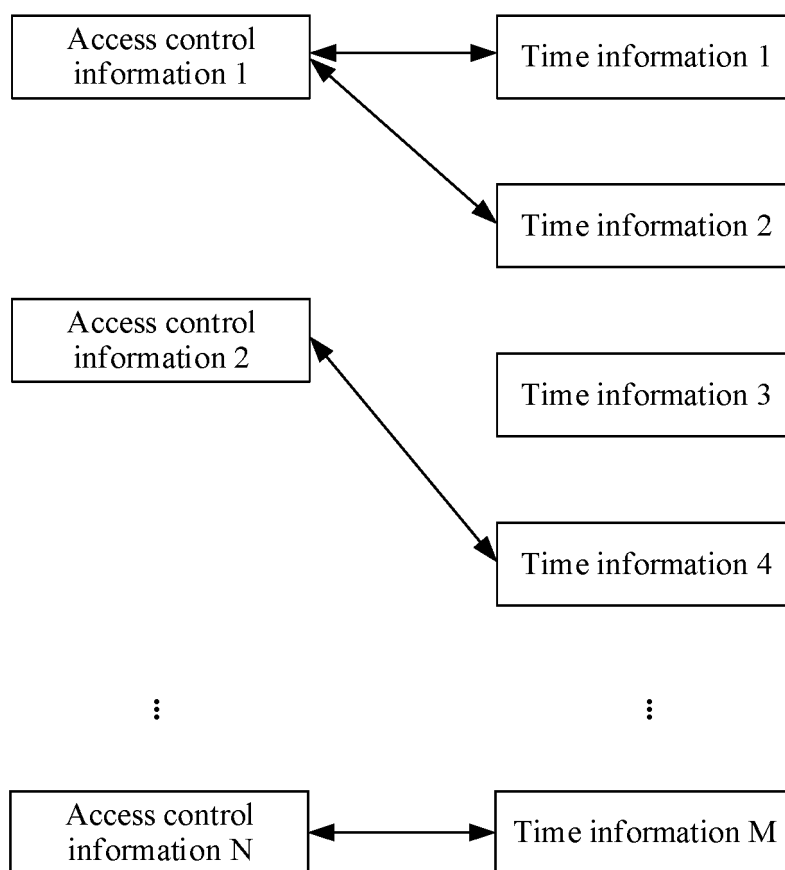 Access control
information 1
Time information 1
Time information 2
Access control
information 2
Time information 3
Time information 4
⋮ ⋮
Access control
information N
Time information M